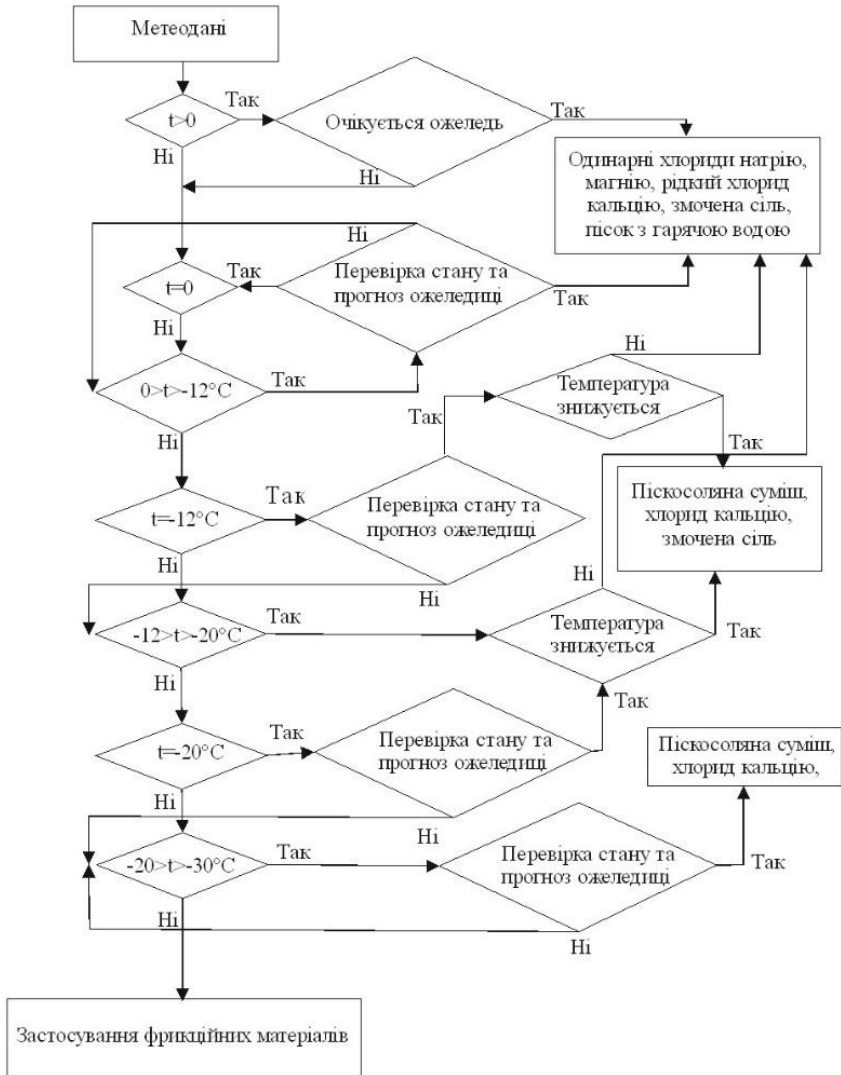 Метеодані
t>0
Так
Ні
Очікується ожеледь
Так
Ні
Одинарні хлориди натрію,
магнію, рідкий хлорид
кальцію, змочена сіль,
пісок з гарячою водою
t=0
Так
Ні
Ні
Перевірка стану та
прогноз ожеледиці
Так
0>t>-12°C
Так
Ні
Температура
знижується
Ні
Так
Так
t=-12°C
Так
Ні
Перевірка стану та
прогноз ожеледиці
Ні
Піскосоляна суміш,
хлорид кальцію,
змочена сіль
-12>t>-20°C
Так
Ні
Ні
Температура
знижується
Так
Так
t=-20°C
Так
Ні
Перевірка стану та
прогноз ожеледиці
Ні
Піскосоляна суміш,
хлорид кальцію,
-20>t>-30°C
Так
Ні
Перевірка стану та
прогноз ожеледиці
Так
Ні
Застосування фрикційних матеріалів